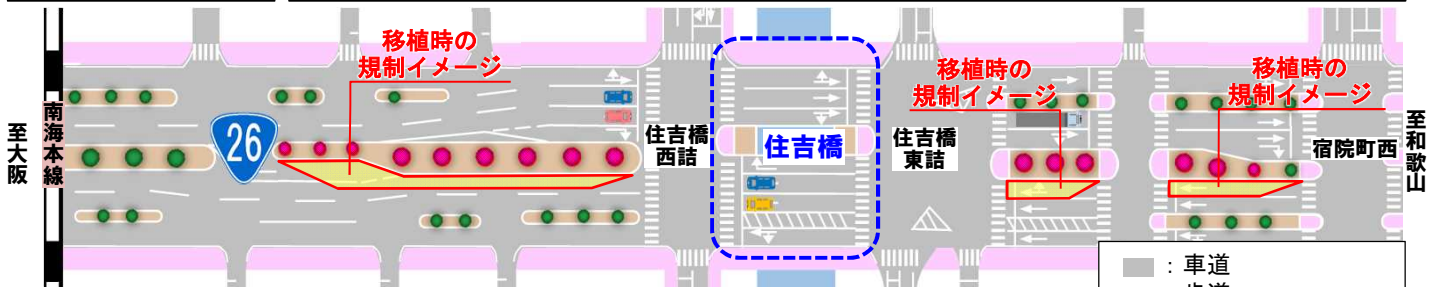 移植時の
規制イメージ
移植時の
規制イメージ
移植時の
規制イメージ
至大阪
南海本線
26
住吉橋
西詰
住吉橋
住吉橋
東詰
宿院町西
至和歌山
：車道